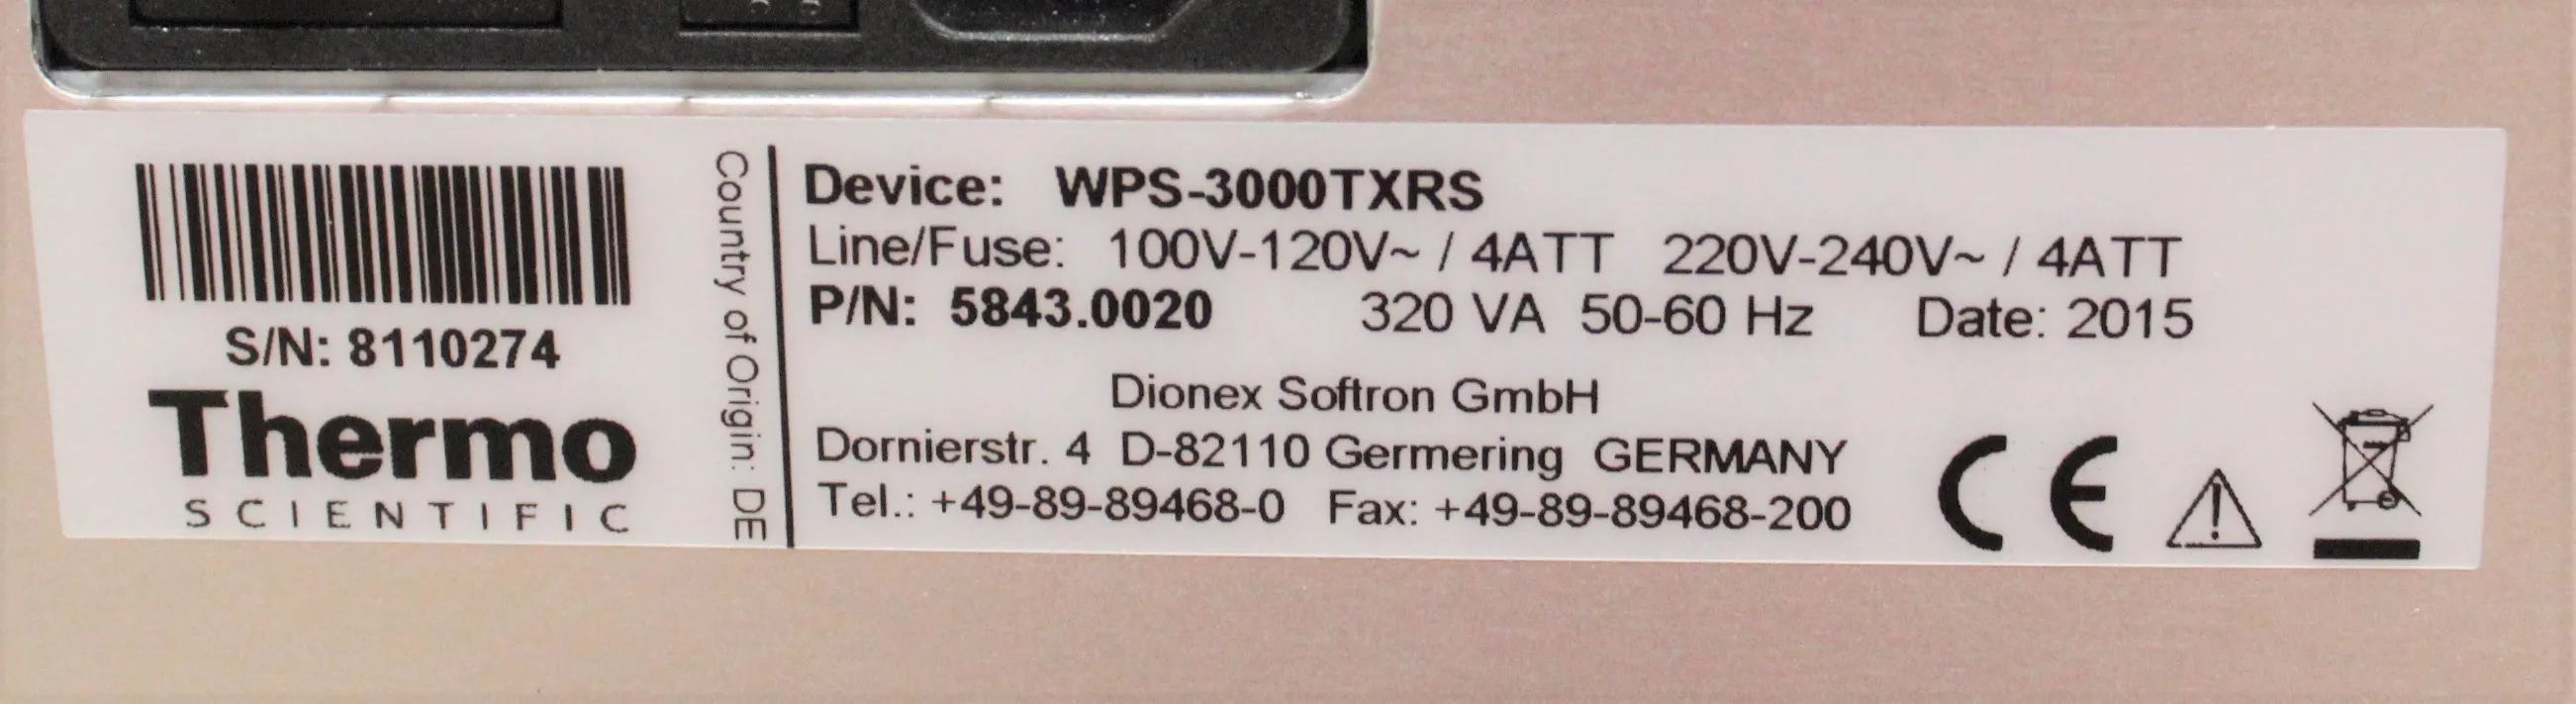 S/N: 8110274
Thermo
SCIENTIFIC
Country of Origin: DE
Device: WPS-3000TXRS
Line/Fuse: 100V-120V~ / 4ATT 220V-240V~ / 4ATT
P/N: 5843.0020 320 VA 50-60 Hz Date: 2015
Dionex Softron GmbH
Dornierstr. 4 D-82110 Germering GERMANY
Tel.: +49-89-89468-0 Fax: +49-89-89468-200
CE